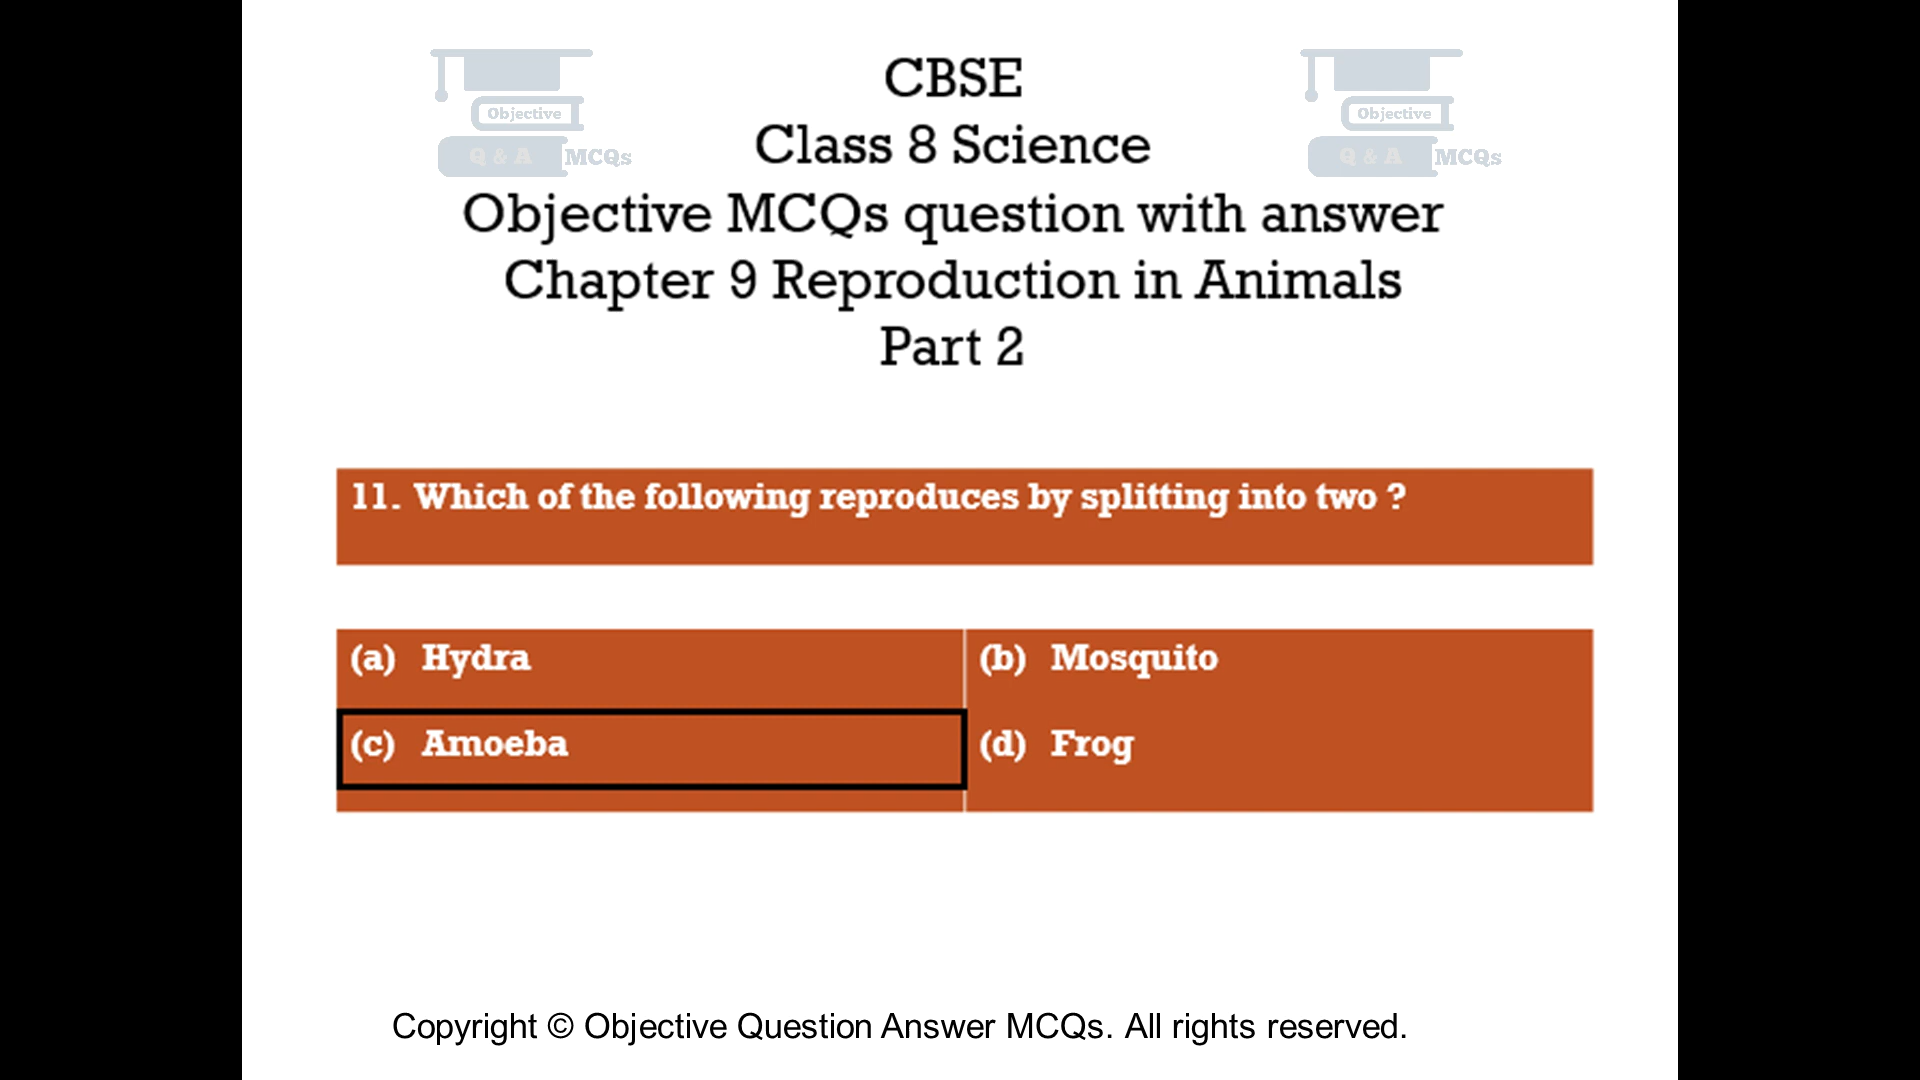 Objective
Q & A MCQs
Objective
Q & A MCQs
CBSE
Class 8 Science
Objective MCQs question with answer
Chapter 9 Reproduction in Animals
Part 2
11. Which of the following reproduces by splitting into two ?
(a) Hydra
(b) Mosquito
(c) Amoeba
(d) Frog
Copyright © Objective Question Answer MCQs. All rights reserved.